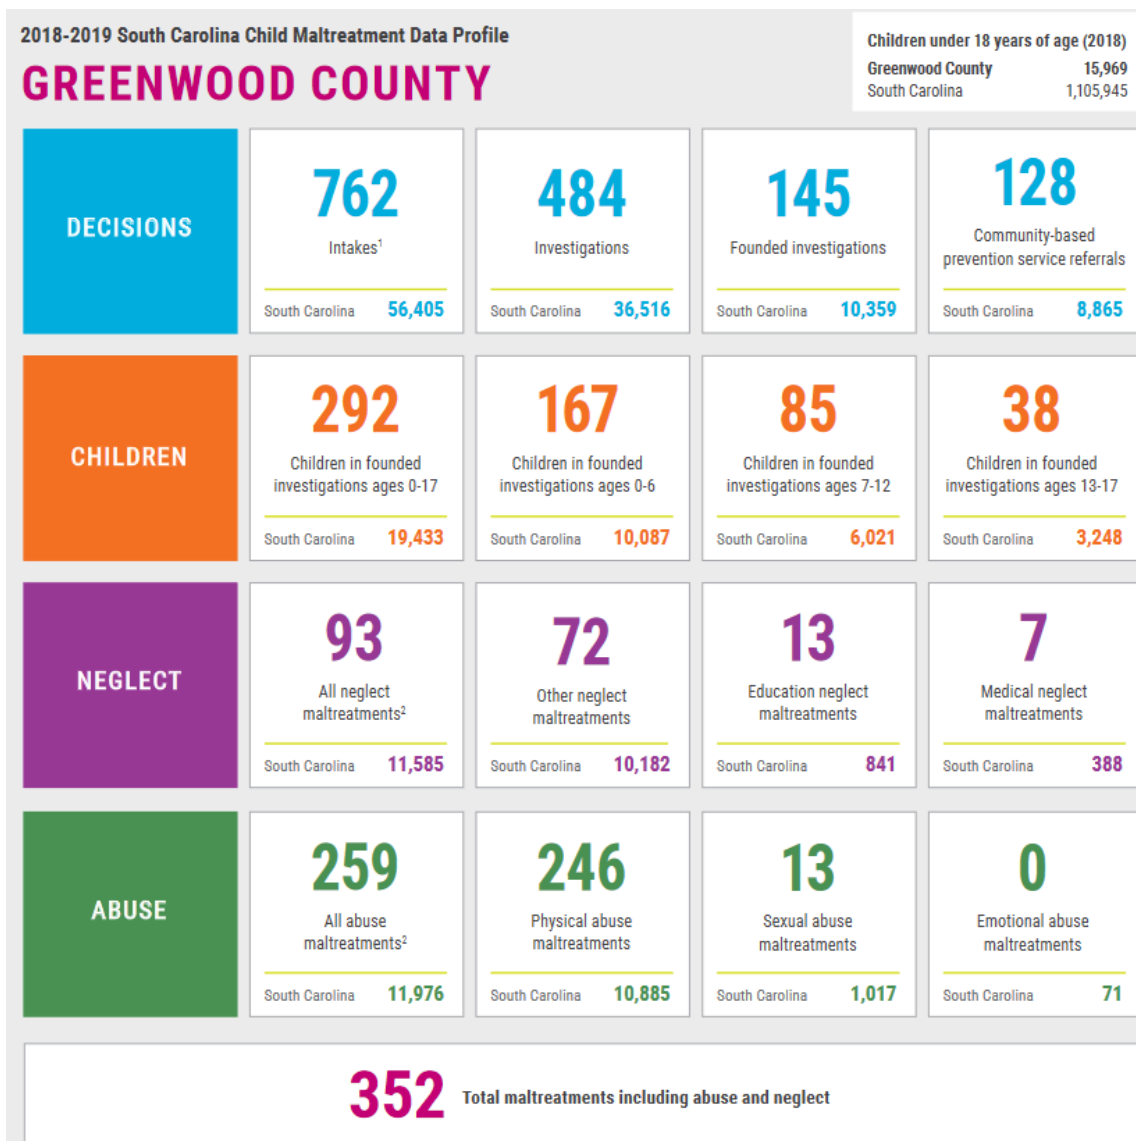 2018-2019 South Carolina Child Maltreatment Data Profile
GREENWOOD COUNTY
Children under 18 years of age (2018)
Greenwood County 15,969
South Carolina 1,105,945
DECISIONS
762
Intakes¹
South Carolina 56,405
484
Investigations
South Carolina 36,516
145
Founded investigations
South Carolina 10,359
128
Community-based
prevention service referrals
South Carolina 8,865
CHILDREN
292
Children in founded
investigations ages 0-17
South Carolina 19,433
167
Children in founded
investigations ages 0-6
South Carolina 10,087
85
Children in founded
investigations ages 7-12
South Carolina 6,021
38
Children in founded
investigations ages 13-17
South Carolina 3,248
NEGLECT
93
All neglect
maltreatments²
South Carolina 11,585
72
Other neglect
maltreatments
South Carolina 10,182
13
Education neglect
maltreatments
South Carolina 841
7
Medical neglect
maltreatments
South Carolina 388
ABUSE
259
All abuse
maltreatments²
South Carolina 11,976
246
Physical abuse
maltreatments
South Carolina 10,885
13
Sexual abuse
maltreatments
South Carolina 1,017
0
Emotional abuse
maltreatments
South Carolina 71
352 Total maltreatments including abuse and neglect